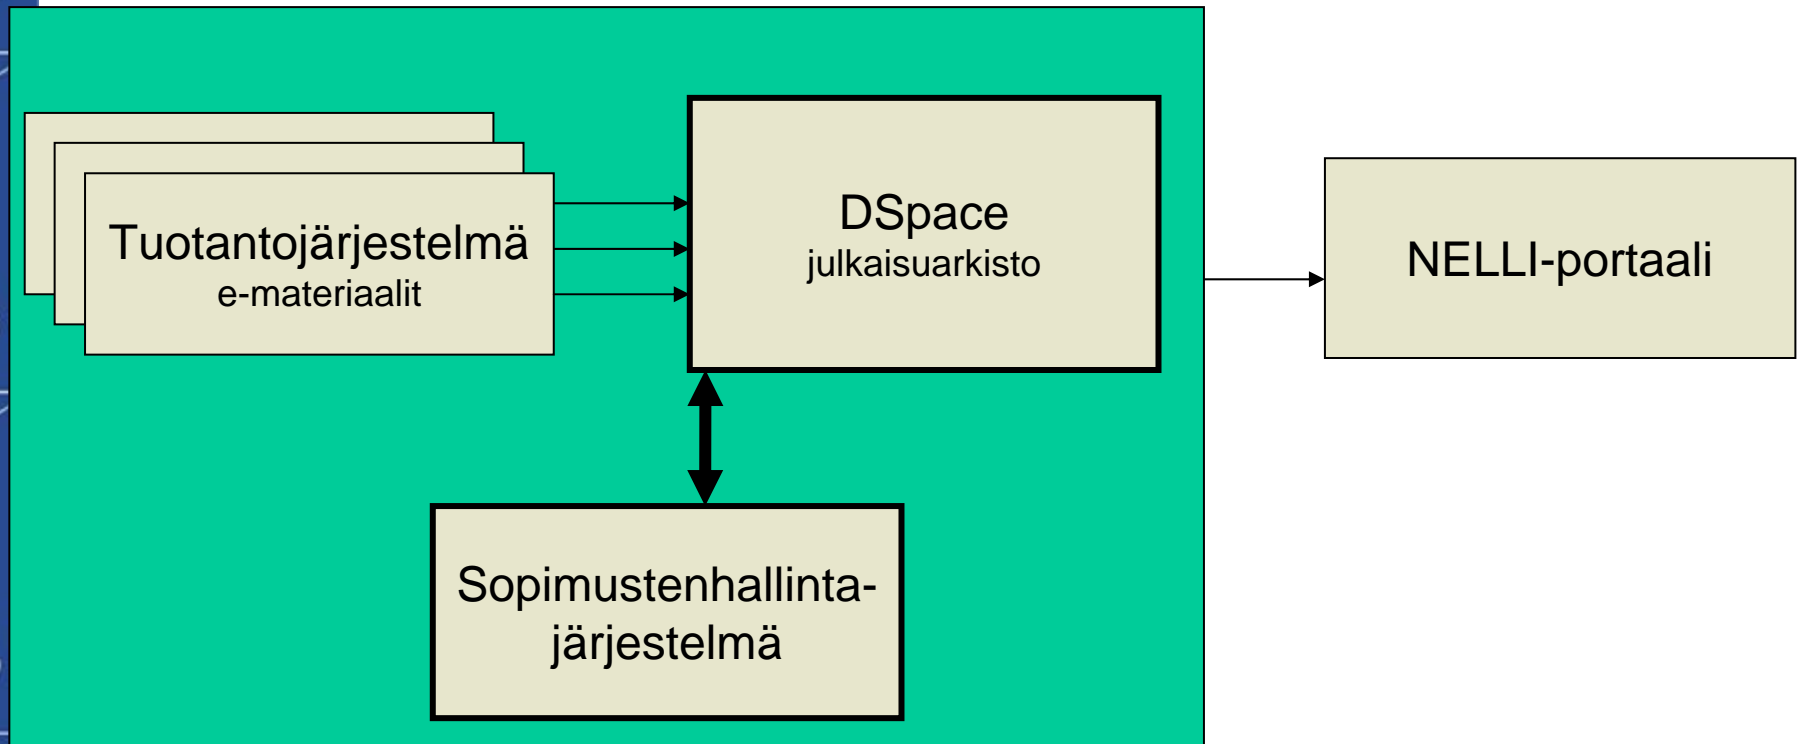 Tuotantojärjestelmä
e-materiaalit
DSpace
julkaisuarkisto
NELLI-portaali
Sopimustenhallinta-
järjestelmä